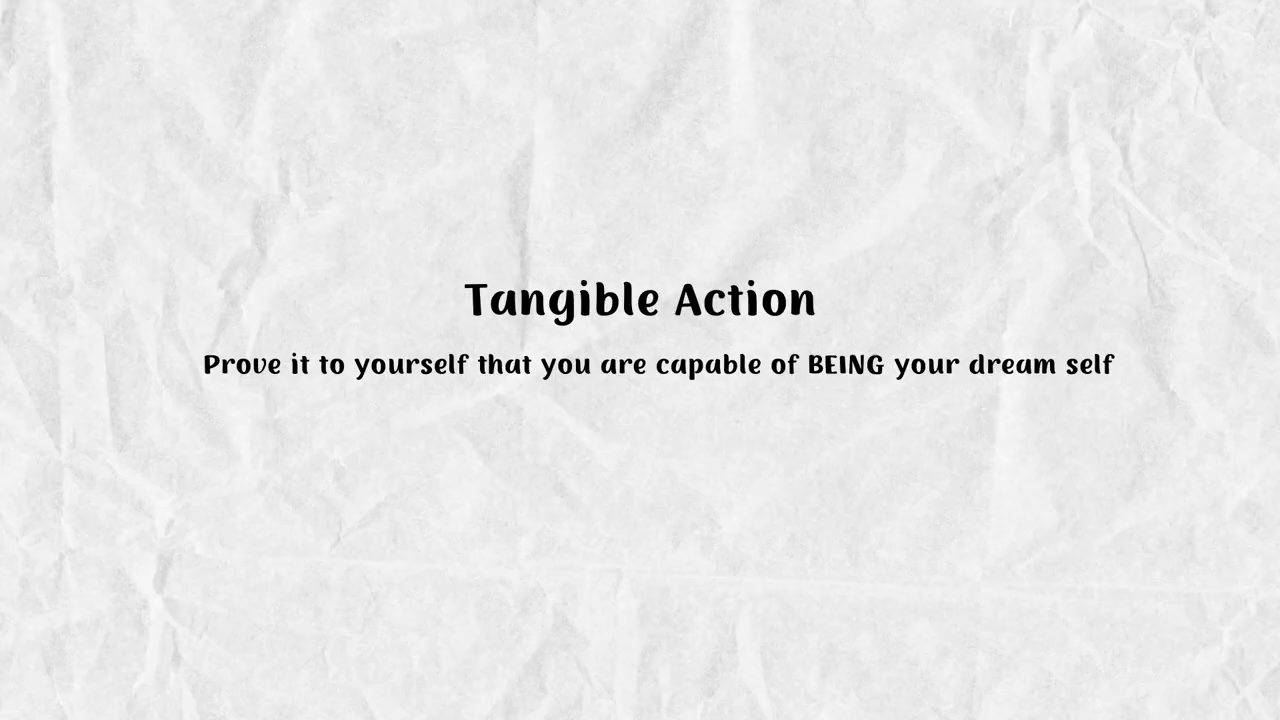 Tangible Action
Prove it to yourself that you are capable of BEING your dream self